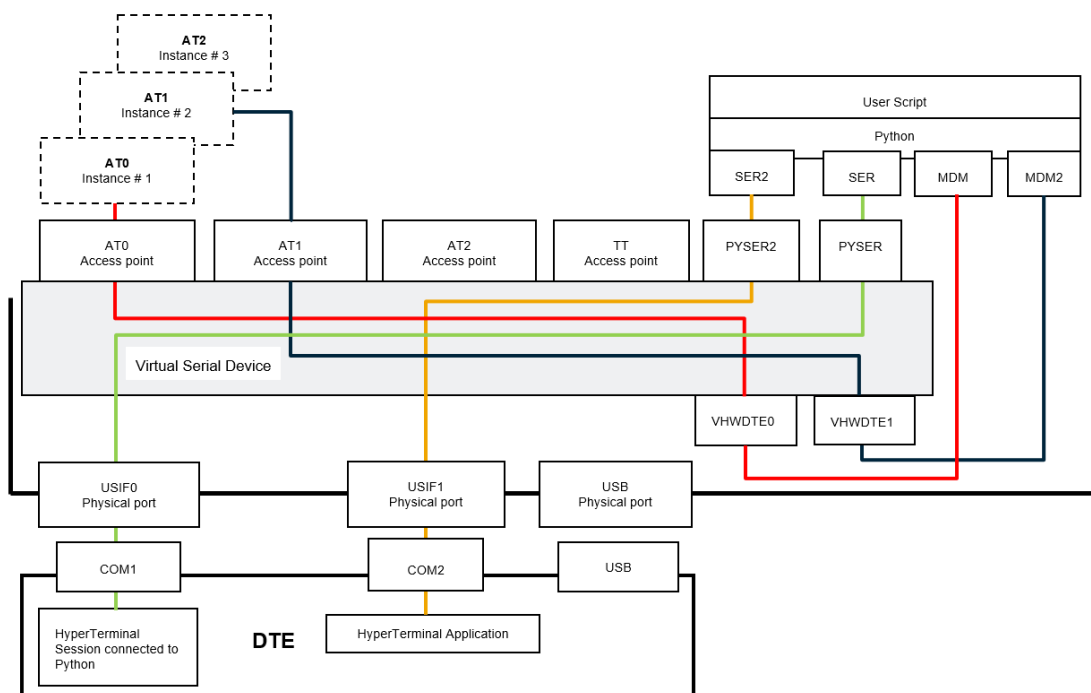 AT2
Instance # 3
AT1
Instance # 2
AT0
Instance # 1
User Script
Python
SER2
SER
MDM
MDM2
AT0
Access point
AT1
Access point
AT2
Access point
TT
Access point
PYSER2
PYSER
Virtual Serial Device
VHWDTE0
VHWDTE1
USIF0
Physical port
USIF1
Physical port
USB
Physical port
COM1
COM2
USB
HyperTerminal
Session connected to
Python
DTE
HyperTerminal Application